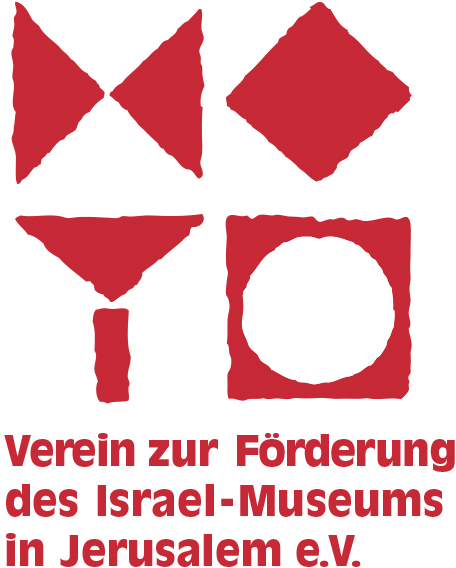 Verein zur Förderung
des Israel-Museums
in Jerusalem e.V.